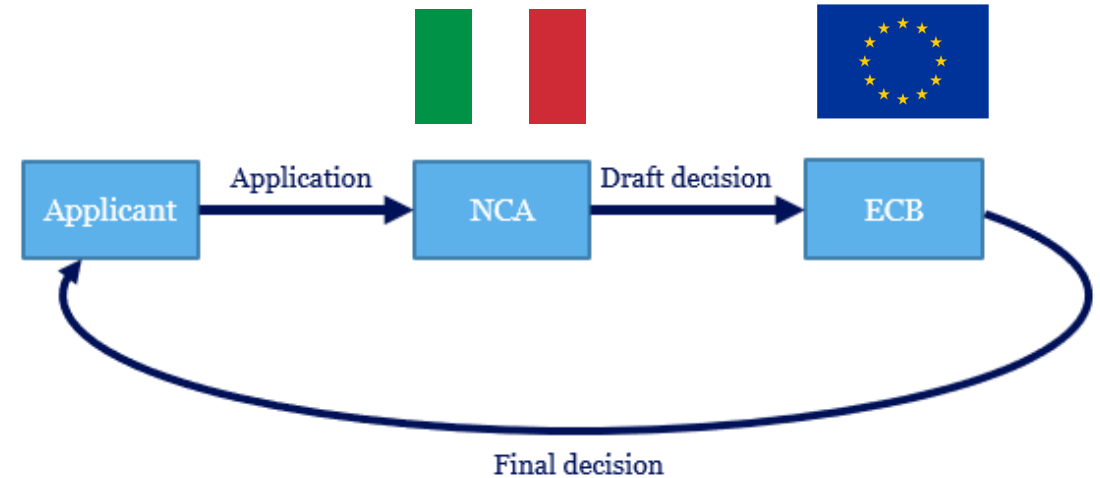 Application
Draft decision
Applicant
NCA
ECB
Final decision